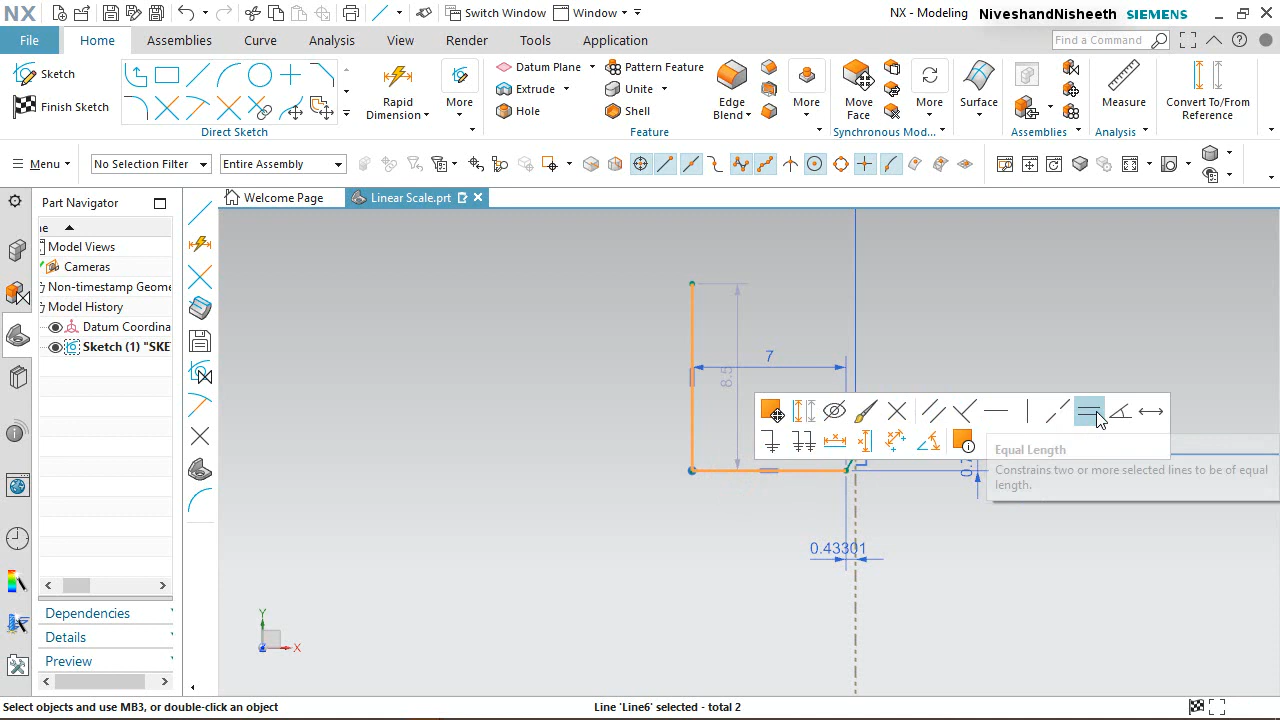 NX
Switch Window
Window
NX - Modeling
NiveshandNisheeth
SIEMENS
File
Home
Assemblies
Curve
Analysis
View
Render
Tools
Application
Find a Command
Sketch
Finish Sketch
Direct Sketch
Rapid
Dimension
More
Datum Plane
Extrude
Hole
Pattern Feature
Unite
Shell
Edge
Blend
More
Feature
Move
Face
More
Synchronous Mod...
Surface
Assemblies
Measure
Analysis
Convert To/From
Reference
Menu
No Selection Filter
Entire Assembly
Part Navigator
Welcome Page
Linear Scale.prt
Model Views
Cameras
Non-timestamp Geome
Model History
Datum Coordina
Sketch (1) "SKE
Dependencies
Details
Preview
7
8.5
0.43301
Equal Length
Constrains two or more selected lines to be of equal
length.
Y
X
Select objects and use MB3, or double-click an object
Line 'Line6' selected - total 2